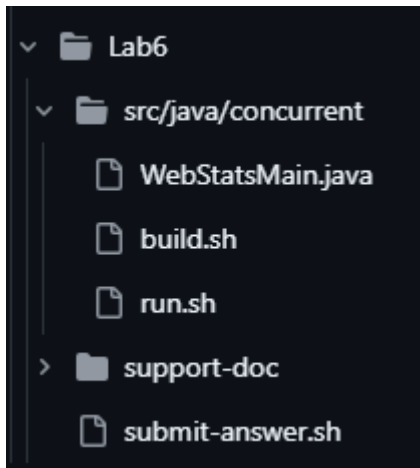 Lab6
src/java/concurrent
WebStatsMain.java
build.sh
run.sh
support-doc
submit-answer.sh